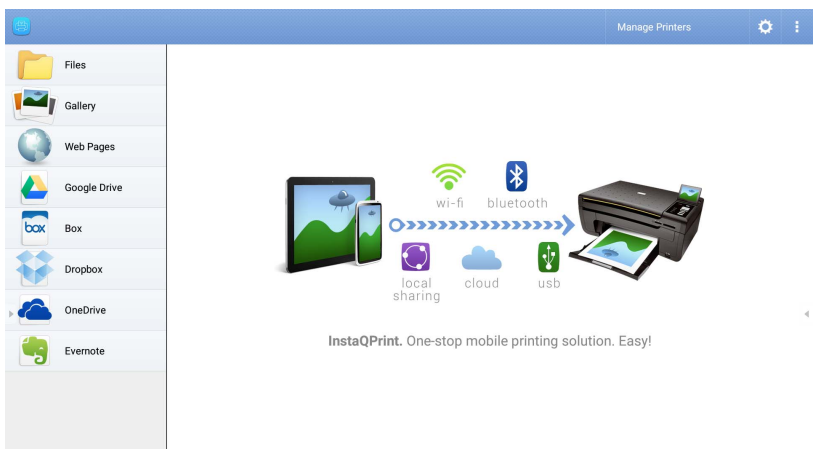 Manage Printers
Files
Gallery
Web Pages
Google Drive
box
Box
Dropbox
OneDrive
Evernote
wi-fi
bluetooth
local
sharing
cloud
usb
InstaQPrint. One-stop mobile printing solution. Easy!